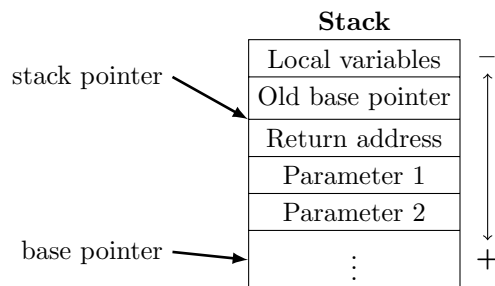 Stack
Local variables
−
stack pointer
Old base pointer
Return address
Parameter 1
Parameter 2
base pointer
⋮
+